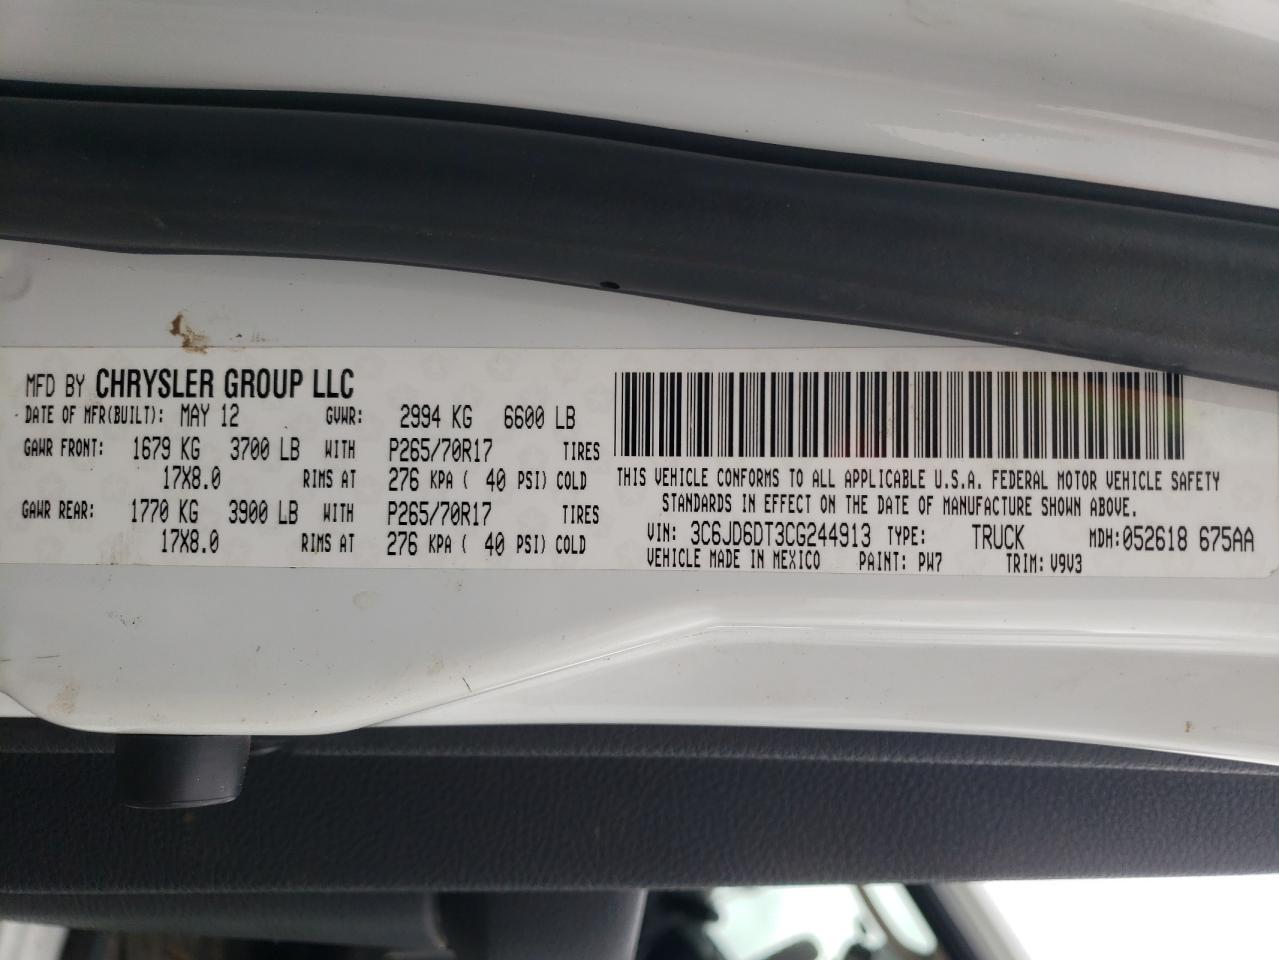 MFD BY CHRYSLER GROUP LLC
DATE OF MFR(BUILT): MAY 12 GVWR: 2994 KG 6600 LB
GAWR FRONT: 1679 KG 3700 LB WITH P265/70R17 TIRES
17X8.0 RIMS AT 276 KPA ( 40 PSI) COLD
GAWR REAR: 1770 KG 3900 LB WITH P265/70R17 TIRES
17X8.0 RIMS AT 276 KPA ( 40 PSI) COLD
THIS VEHICLE CONFORMS TO ALL APPLICABLE U.S.A. FEDERAL MOTOR VEHICLE SAFETY
STANDARDS IN EFFECT ON THE DATE OF MANUFACTURE SHOWN ABOVE.
VIN: 3C6JD6DT3CG244913 TYPE: TRUCK MDH:052618 675AA
VEHICLE MADE IN MEXICO PAINT: PW7 TRIM: V9V3